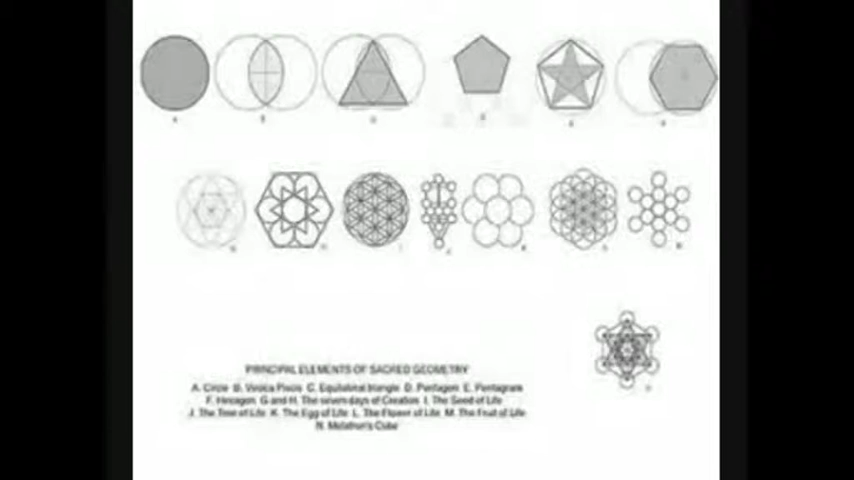 A
B
PRINCIPAL ELEMENTS OF SACRED GEOMETRY
A. Circle B. Vesica Piscis C. Equilateral triangle D. Pentagon E. Pentagram
F. Hexagon G and H. The seven days of Creation I. The Seed of Life
J. The Tree of Life K. The Egg of Life L. The Flower of Life M. The Fruit of Life
N. Metatron's Cube